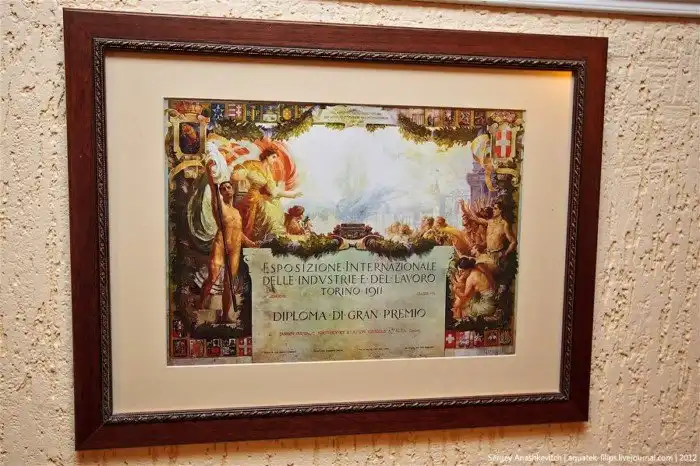 ESPOSIZIONE INTERNAZIONALE
DELLE INDVSTRIE·E·DEL·LAVORO
TORINO 1911
DIPLOMA·DI·GRAN PREMIO
Sergey Anashkevitch | aquatek-filips.livejournal.com | 2012